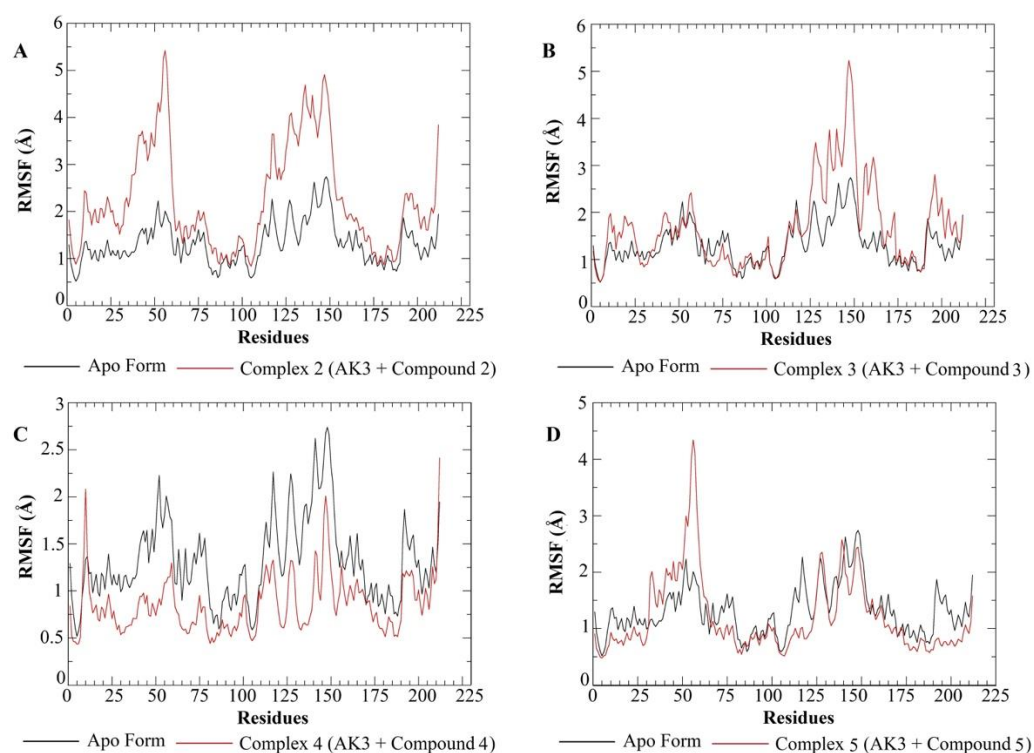 A
RMSF (Å)
6
5
4
3
2
1
0
0 25 50 75 100 125 150 175 200 225
Residues
Apo Form Complex 2 (AK3 + Compound 2)
B
RMSF (Å)
6
5
4
3
2
1
0
0 25 50 75 100 125 150 175 200 225
Residues
Apo Form Complex 3 (AK3 + Compound 3)
C
RMSF (Å)
3
2.5
2
1.5
1
0.5
0
0 25 50 75 100 125 150 175 200 225
Residues
Apo Form Complex 4 (AK3 + Compound 4)
D
RMSF (Å)
5
4
3
2
1
0
0 25 50 75 100 125 150 175 200 225
Residues
Apo Form Complex 5 (AK3 + Compound 5)